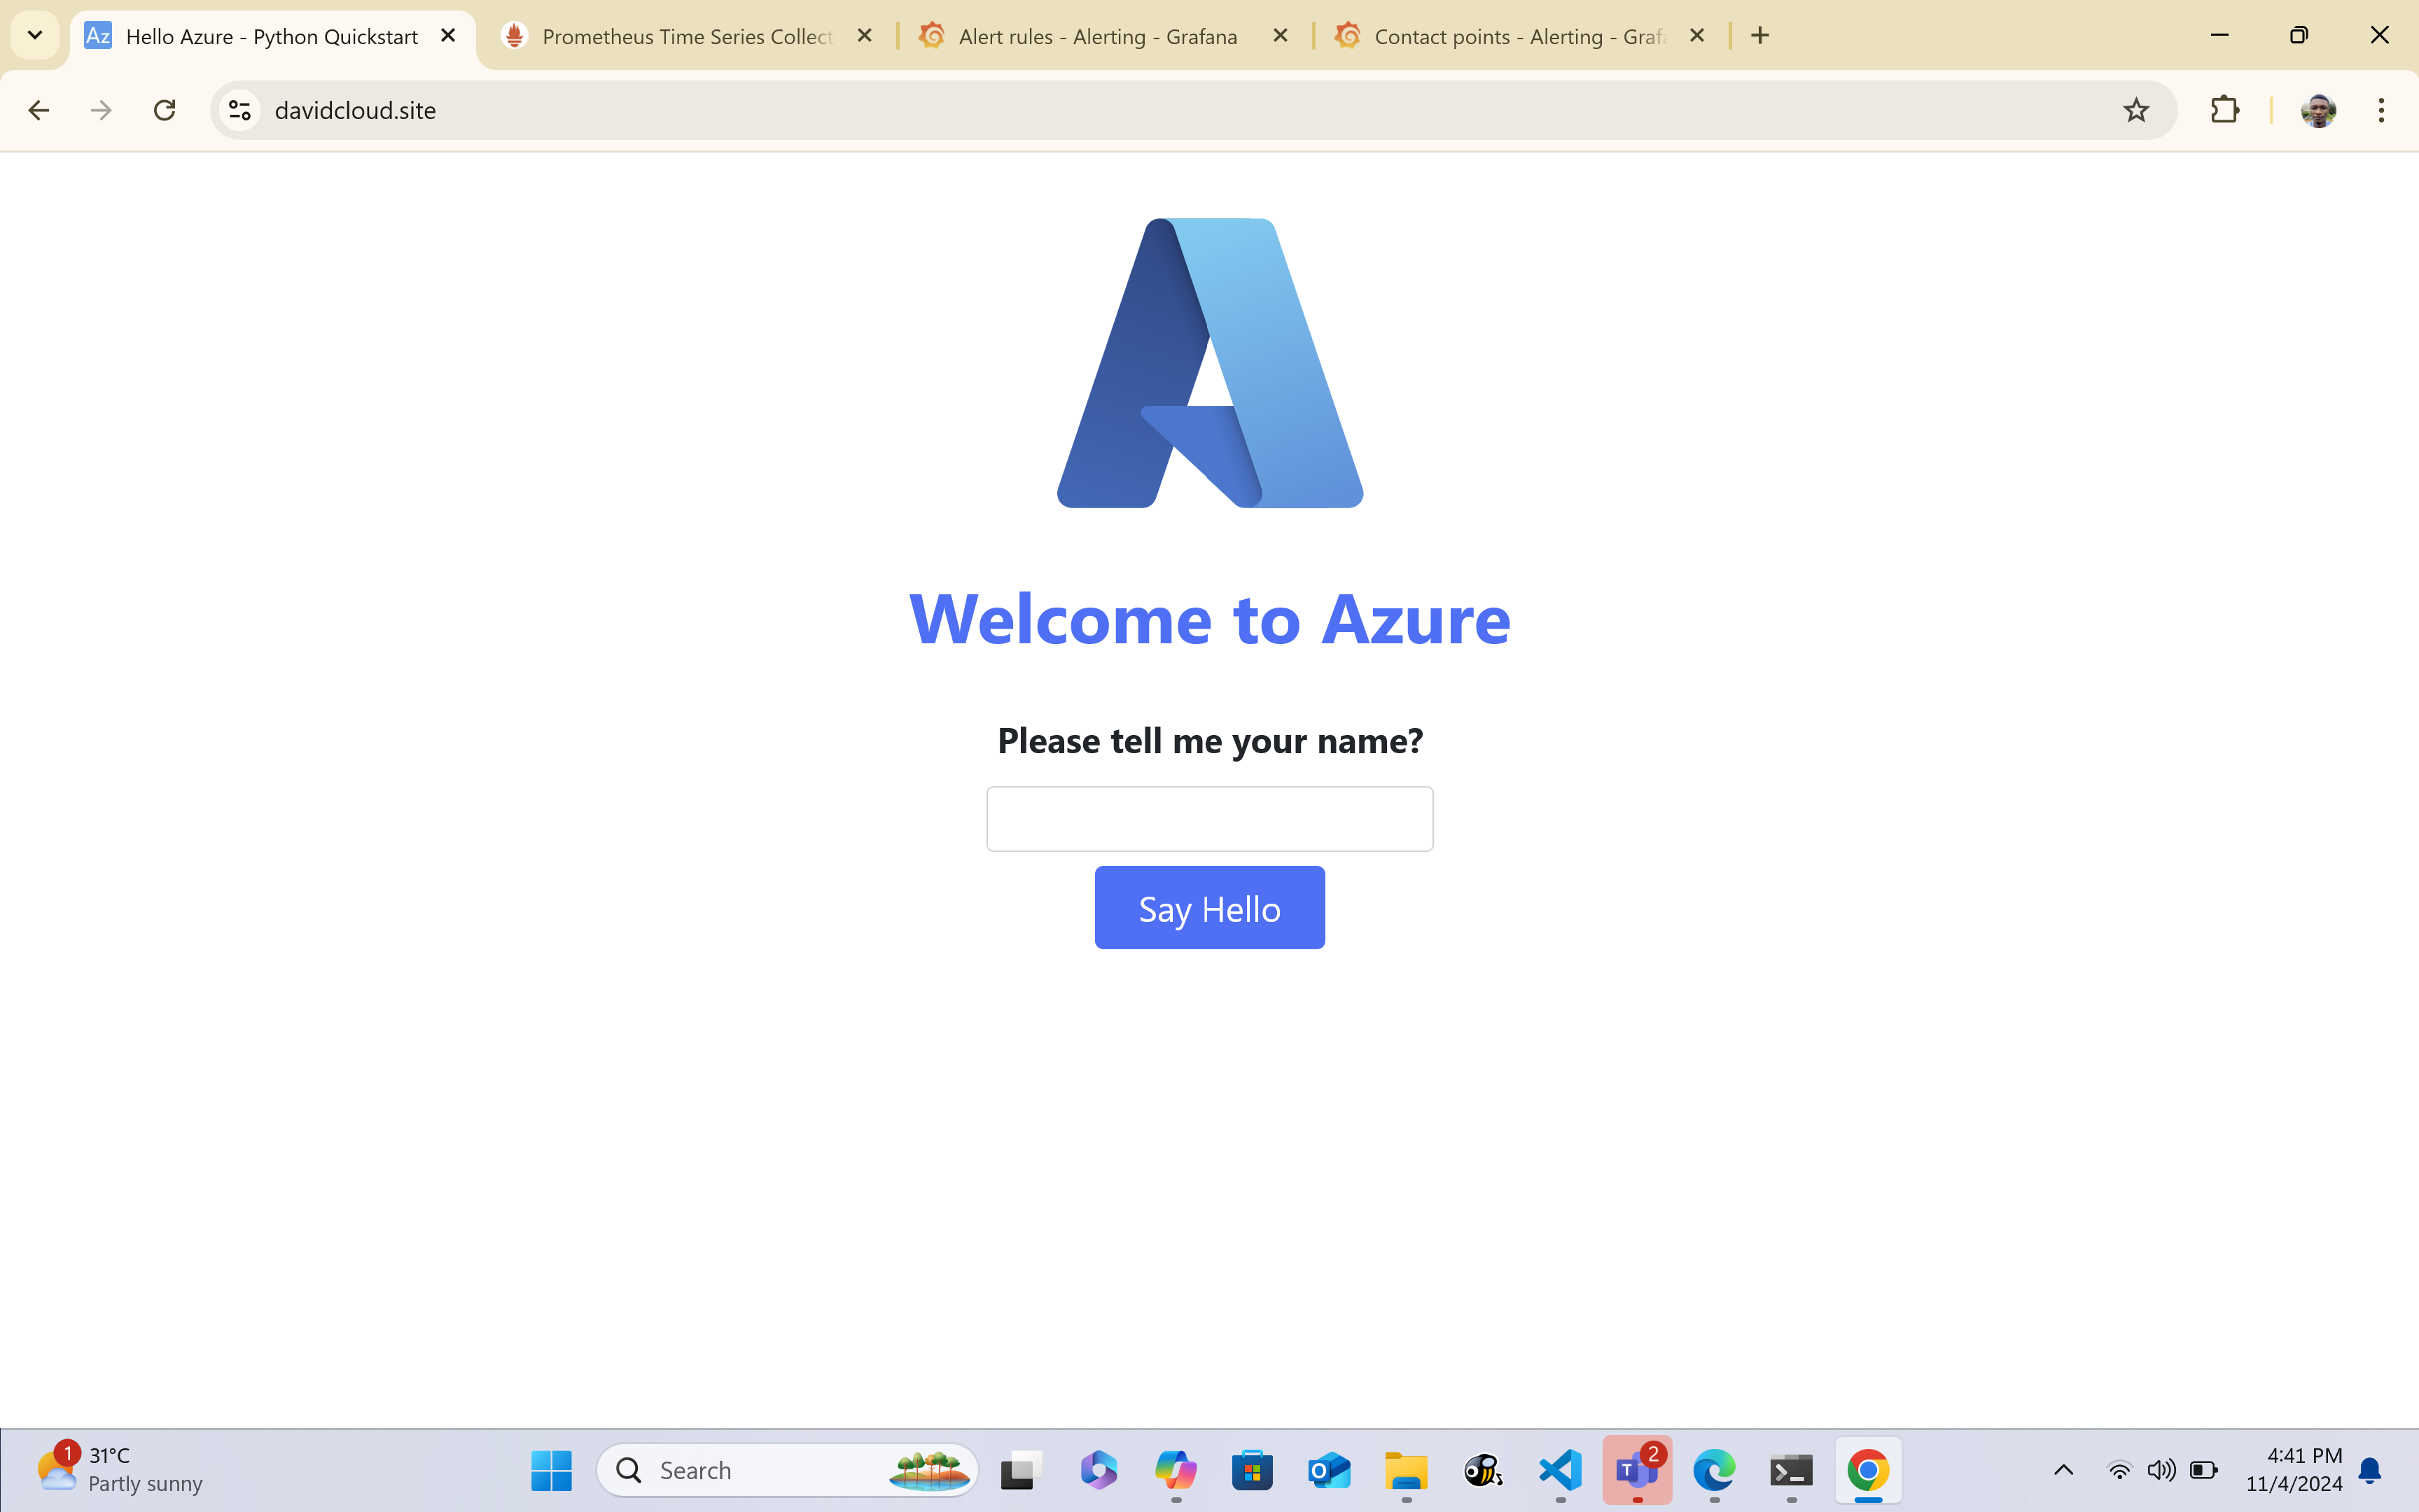 Az Hello Azure - Python Quickstart
Prometheus Time Series Collect
Alert rules - Alerting - Grafana
Contact points - Alerting - Grafa
davidcloud.site
Welcome to Azure
Please tell me your name?
Say Hello
1
31°C
Partly sunny
Search
O
T
2
4:41 PM
11/4/2024